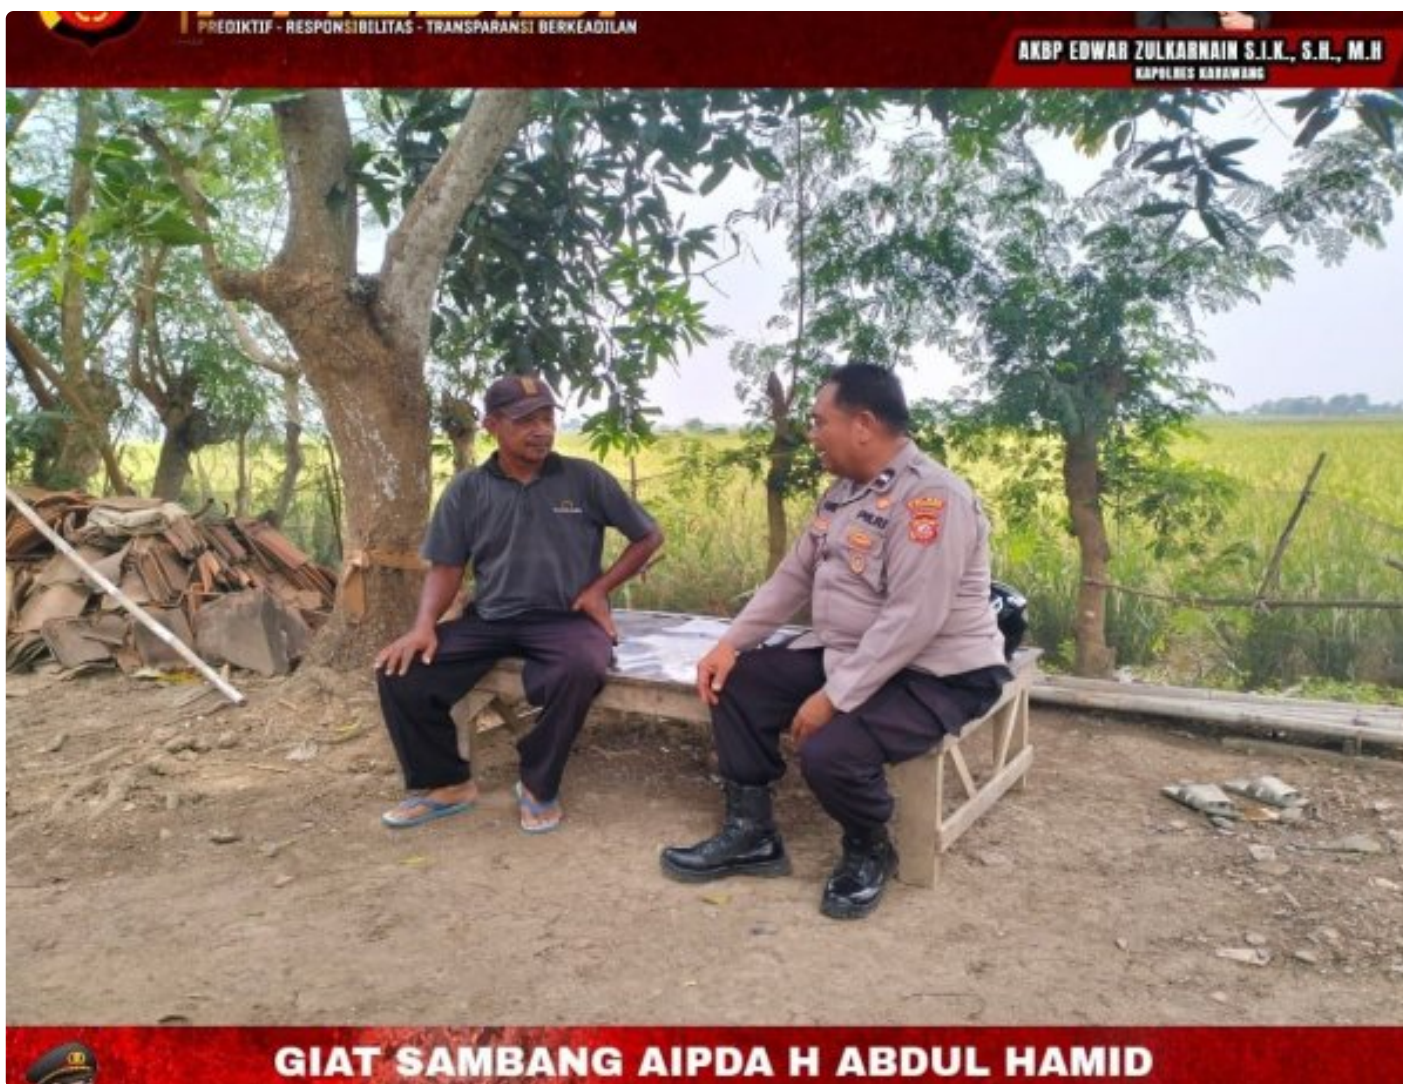 PREDIKTIF - RESPONSIBILITAS - TRANSPARANSI BERKEADILAN
AKBP EDWAR ZULKARNAIN S.I.K., S.H., M.H
KAPOLRES KARAWANG
GIAT SAMBANG AIPDA H ABDUL HAMID